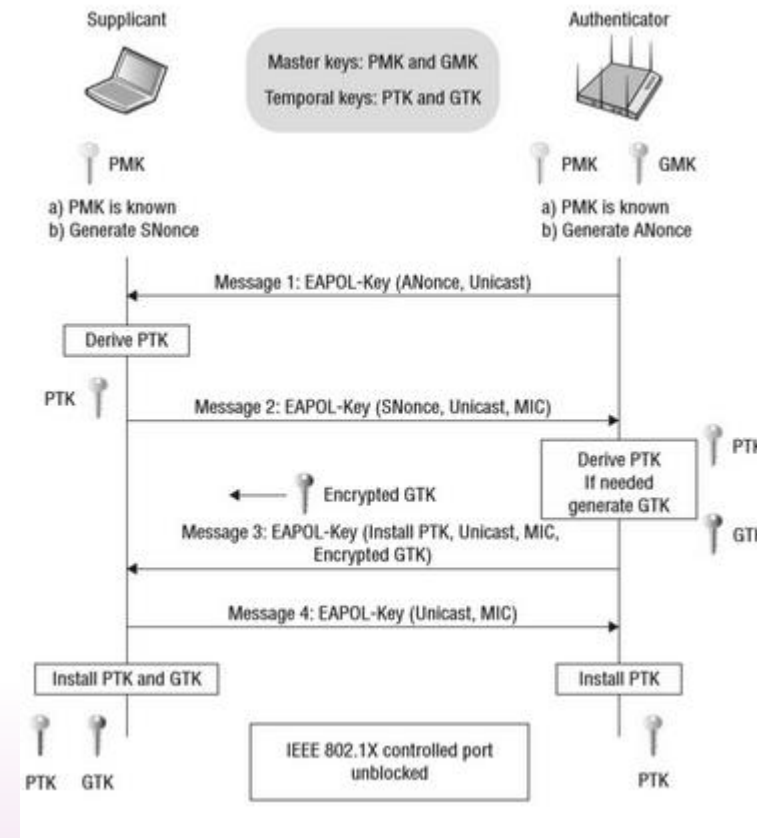 Supplicant
Authenticator
Master keys: PMK and GMK
Temporal keys: PTK and GTK
PMK
PMK
GMK
a) PMK is known
b) Generate SNonce
a) PMK is known
b) Generate ANonce
Message 1: EAPOL-Key (ANonce, Unicast)
Derive PTK
PTK
Message 2: EAPOL-Key (SNonce, Unicast, MIC)
Derive PTK
If needed
generate GTK
PTK
Encrypted GTK
GTK
Message 3: EAPOL-Key (Install PTK, Unicast, MIC,
Encrypted GTK)
Message 4: EAPOL-Key (Unicast, MIC)
Install PTK and GTK
Install PTK
IEEE 802.1X controlled port
unblocked
PTK
GTK
PTK